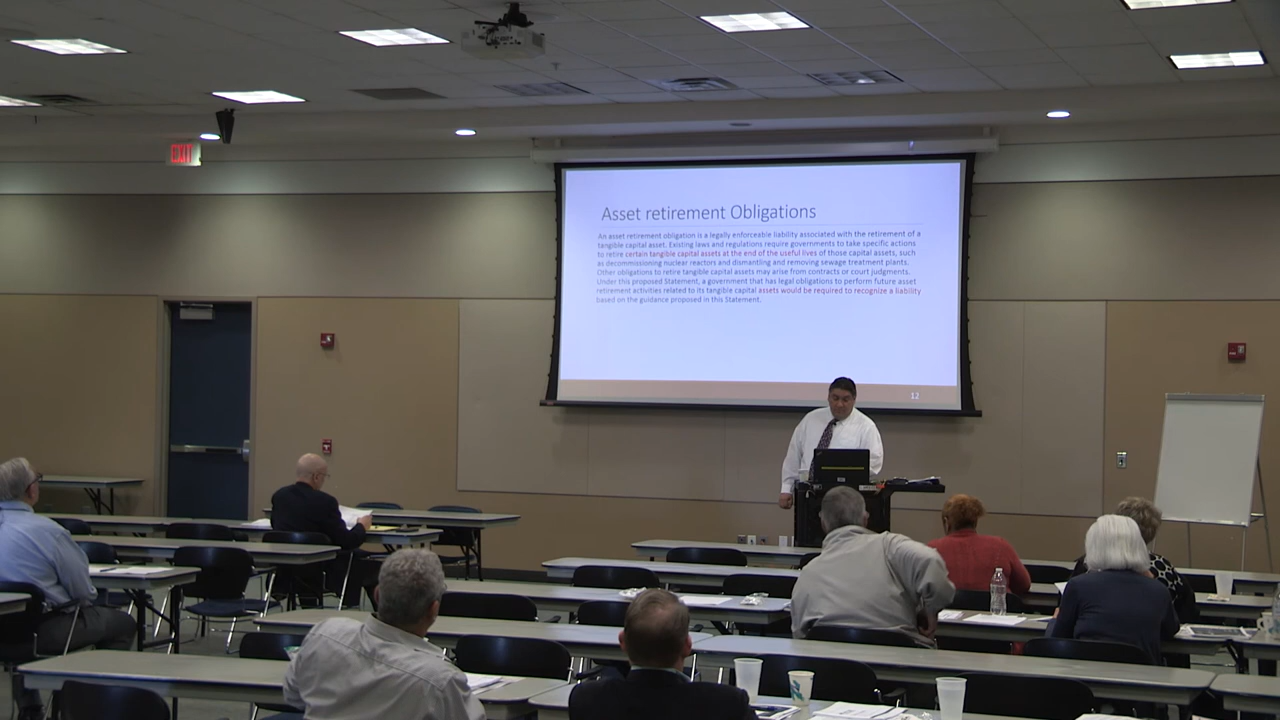 EXIT
Asset retirement Obligations
An asset retirement obligation is a legally enforceable liability associated with the retirement of a
tangible capital asset. Existing laws and regulations require governments to take specific actions
to retire certain tangible capital assets at the end of the useful lives of those capital assets, such
as decommissioning nuclear reactors and dismantling and removing sewage treatment plants.
Other obligations to retire tangible capital assets may arise from contracts or court judgments.
Under this proposed Statement, a government that has legal obligations to perform future asset
retirement activities related to its tangible capital assets would be required to recognize a liability
based on the guidance proposed in this Statement.
12